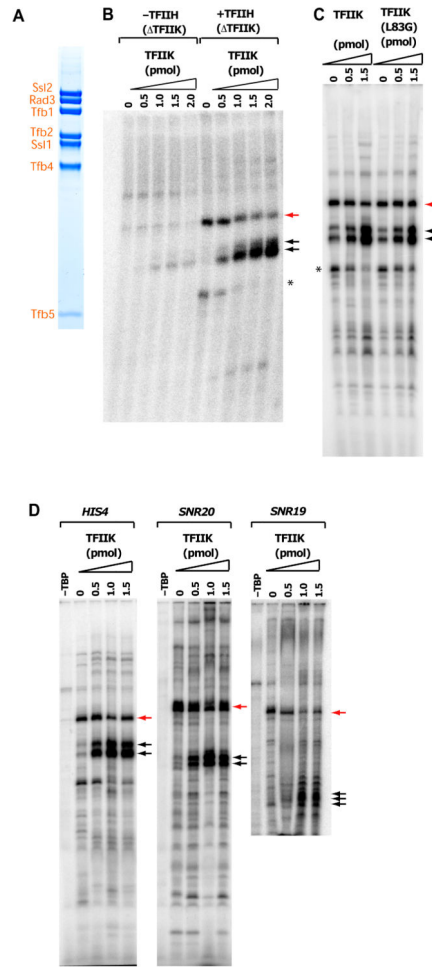 A
Ssl2
Rad3
Tfb1
Tfb2
Ssl1
Tfb4
Tfb5
B
−TFIIH +TFIIH
(ΔTFIIK) (ΔTFIIK)
TFIIK TFIIK
(pmol) (pmol)
0 0.5 1.0 1.5 2.0 0 0.5 1.0 1.5 2.0
*
C
TFIIK TFIIK
(L83G)
(pmol) (pmol)
0 0.5 1.5 0 0.5 1.5
*
D
HIS4 SNR20 SNR19
TFIIK TFIIK TFIIK
(pmol) (pmol) (pmol)
−TBP 0 0.5 1.0 1.5 −TBP 0 0.5 1.0 1.5 −TBP 0 0.5 1.0 1.5